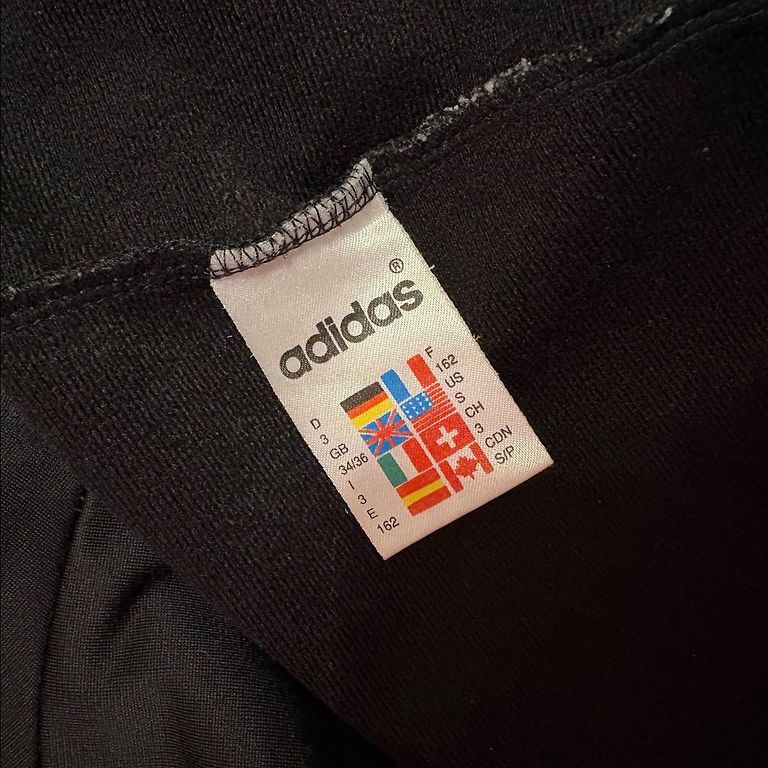 adidas®
D
3
GB
34/36
I
3
E
162
F
162
US
S
CH
3
CDN
S/P